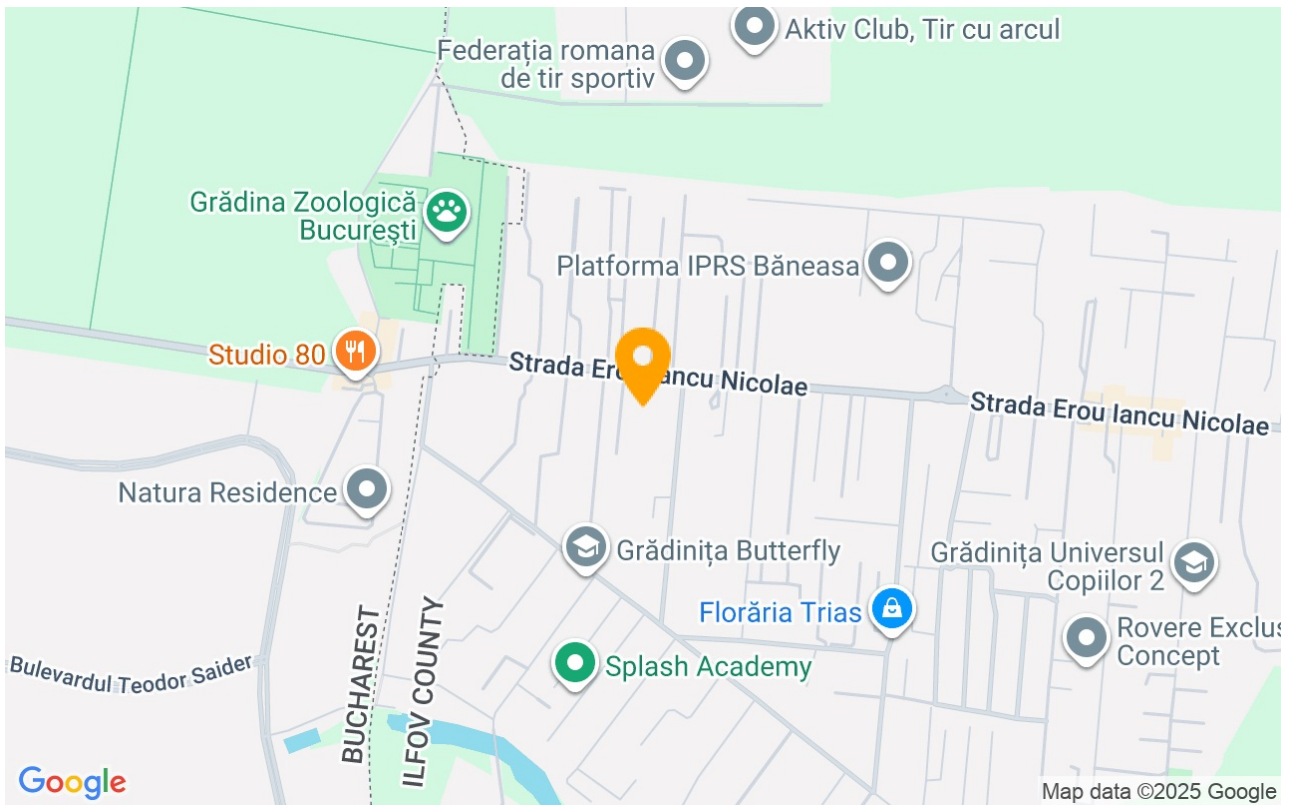 Aktiv Club, Tir cu arcul
Federația romana
de tir sportiv
Grădina Zoologică
București
Platforma IPRS Băneasa
Studio 80
Strada Ero Iancu Nicolae
Strada Erou Iancu Nicolae
Natura Residence
Grădinița Butterfly
Grădinița Universul
Copiilor 2
Florăria Trias
Rovere Exclus
Concept
Splash Academy
Bulevardul Teodor Saider
BUCHAREST
ILFOV COUNTY
Google
Map data ©2025 Google